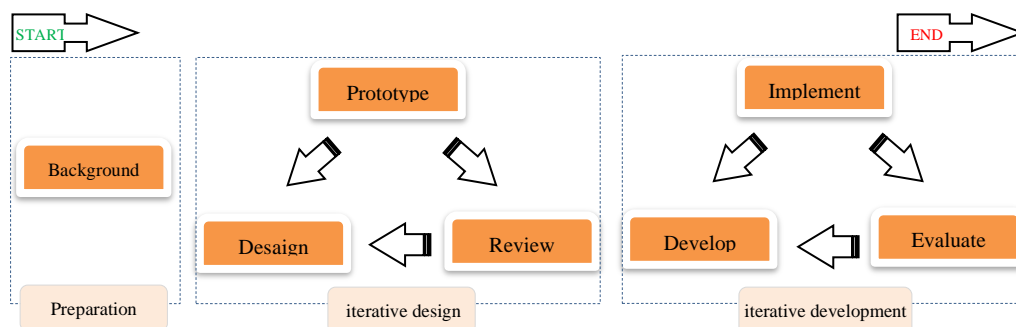 START
END
Prototype
Implement
Background
Desaign
Review
Develop
Evaluate
Preparation
iterative design
iterative development